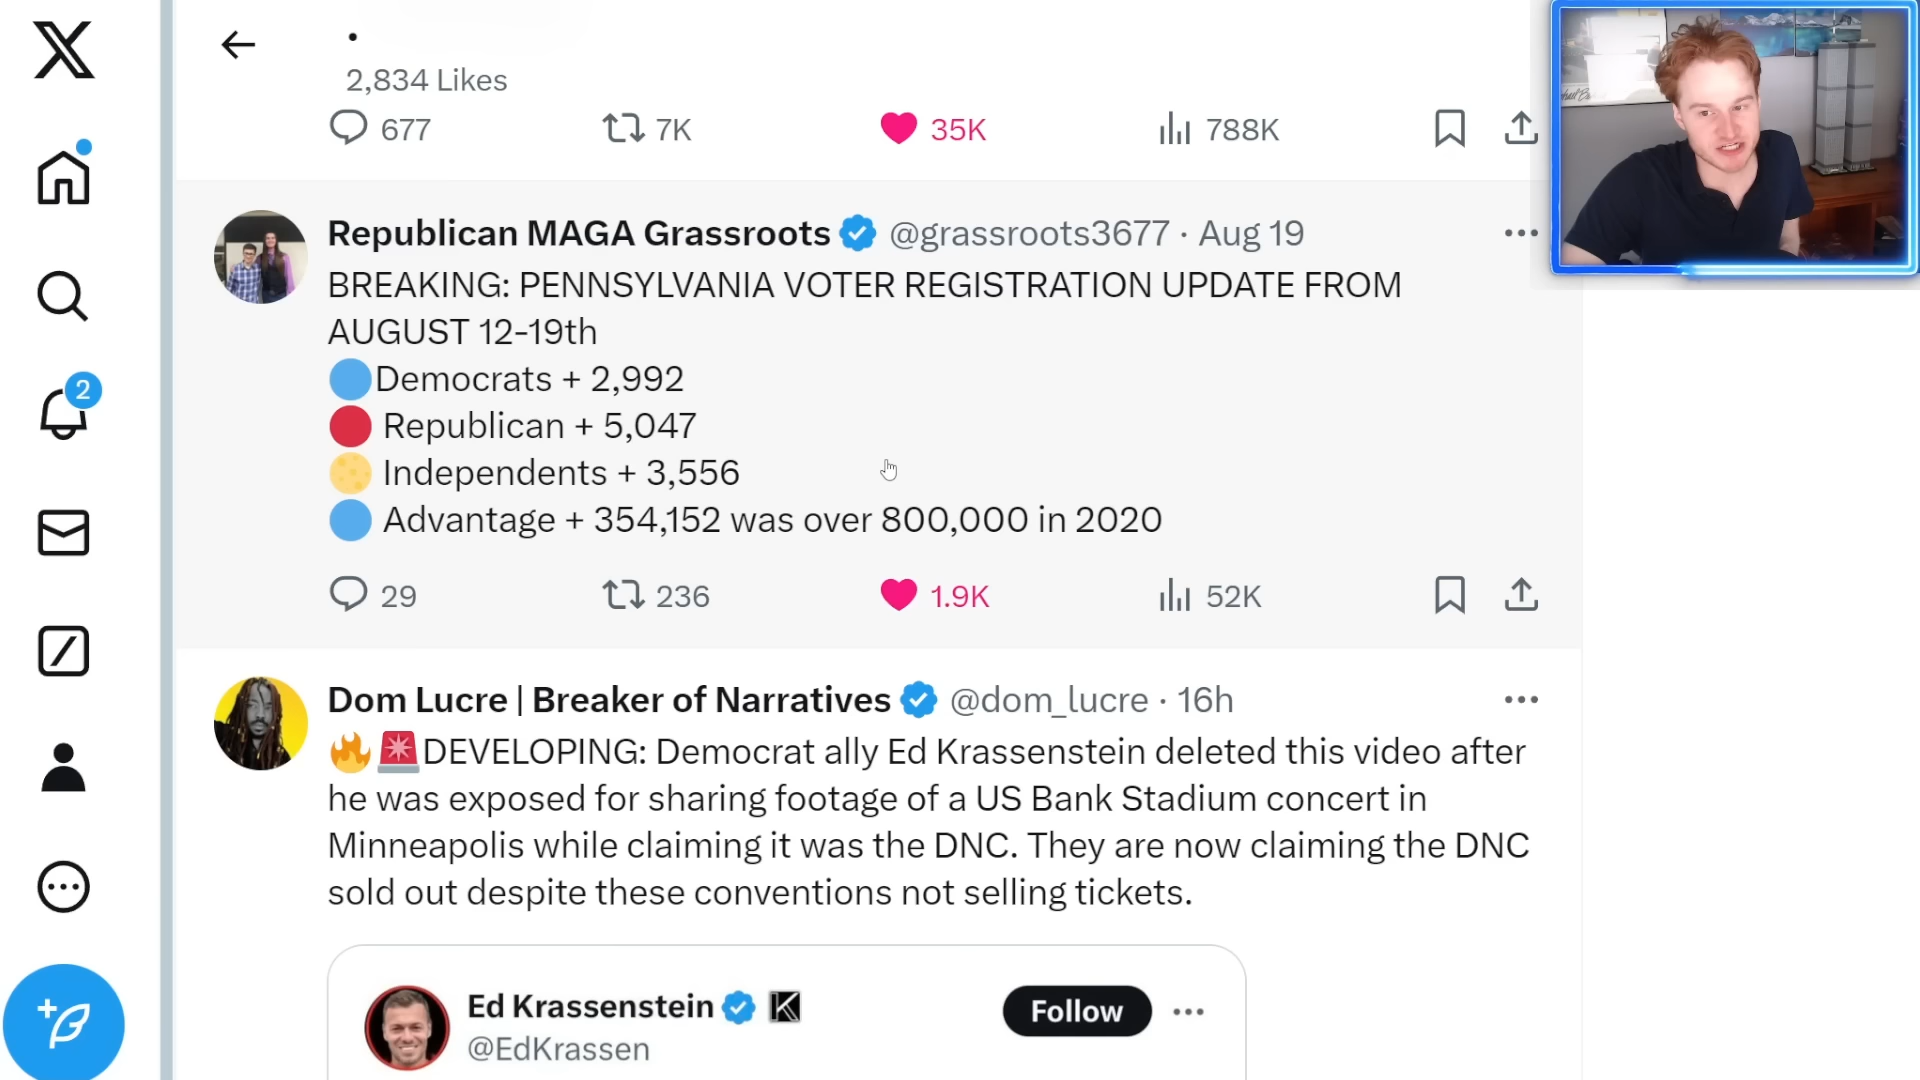 2,834 Likes
677 7K 35K 788K
Republican MAGA Grassroots @grassroots3677 · Aug 19
BREAKING: PENNSYLVANIA VOTER REGISTRATION UPDATE FROM
AUGUST 12-19th
🔵Democrats + 2,992
🔴 Republican + 5,047
🌕 Independents + 3,556
🔵 Advantage + 354,152 was over 800,000 in 2020
29 236 1.9K 52K
2
Dom Lucre | Breaker of Narratives @dom_lucre · 16h
🔥🚨DEVELOPING: Democrat ally Ed Krassenstein deleted this video after
he was exposed for sharing footage of a US Bank Stadium concert in
Minneapolis while claiming it was the DNC. They are now claiming the DNC
sold out despite these conventions not selling tickets.
Ed Krassenstein K
@EdKrassen
Follow